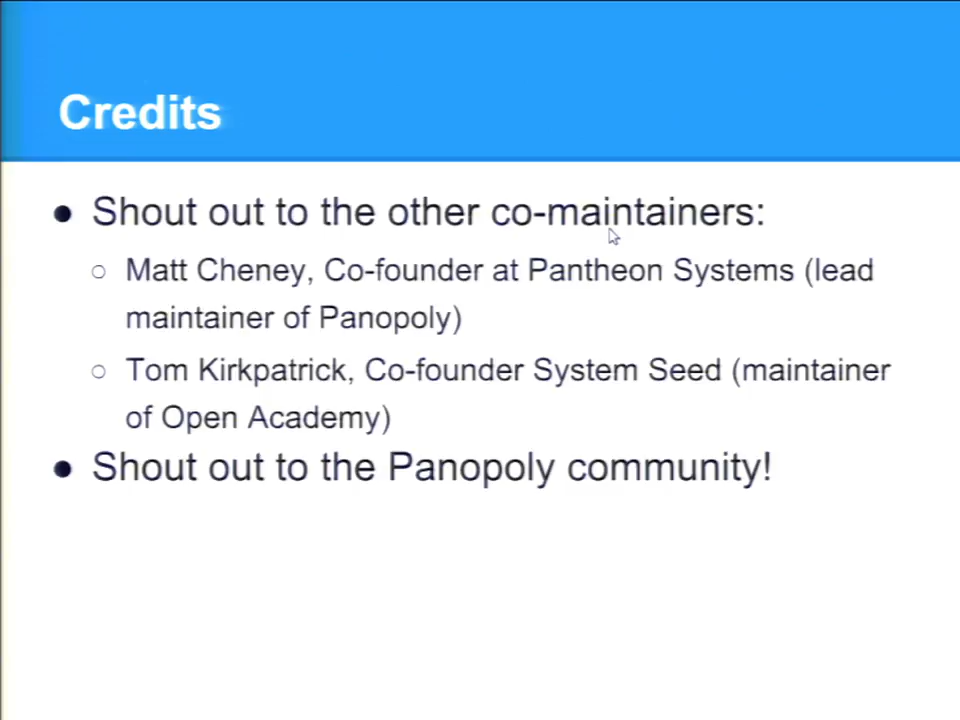 Credits
● Shout out to the other co-maintainers:
○ Matt Cheney, Co-founder at Pantheon Systems (lead
maintainer of Panopoly)
○ Tom Kirkpatrick, Co-founder System Seed (maintainer
of Open Academy)
● Shout out to the Panopoly community!